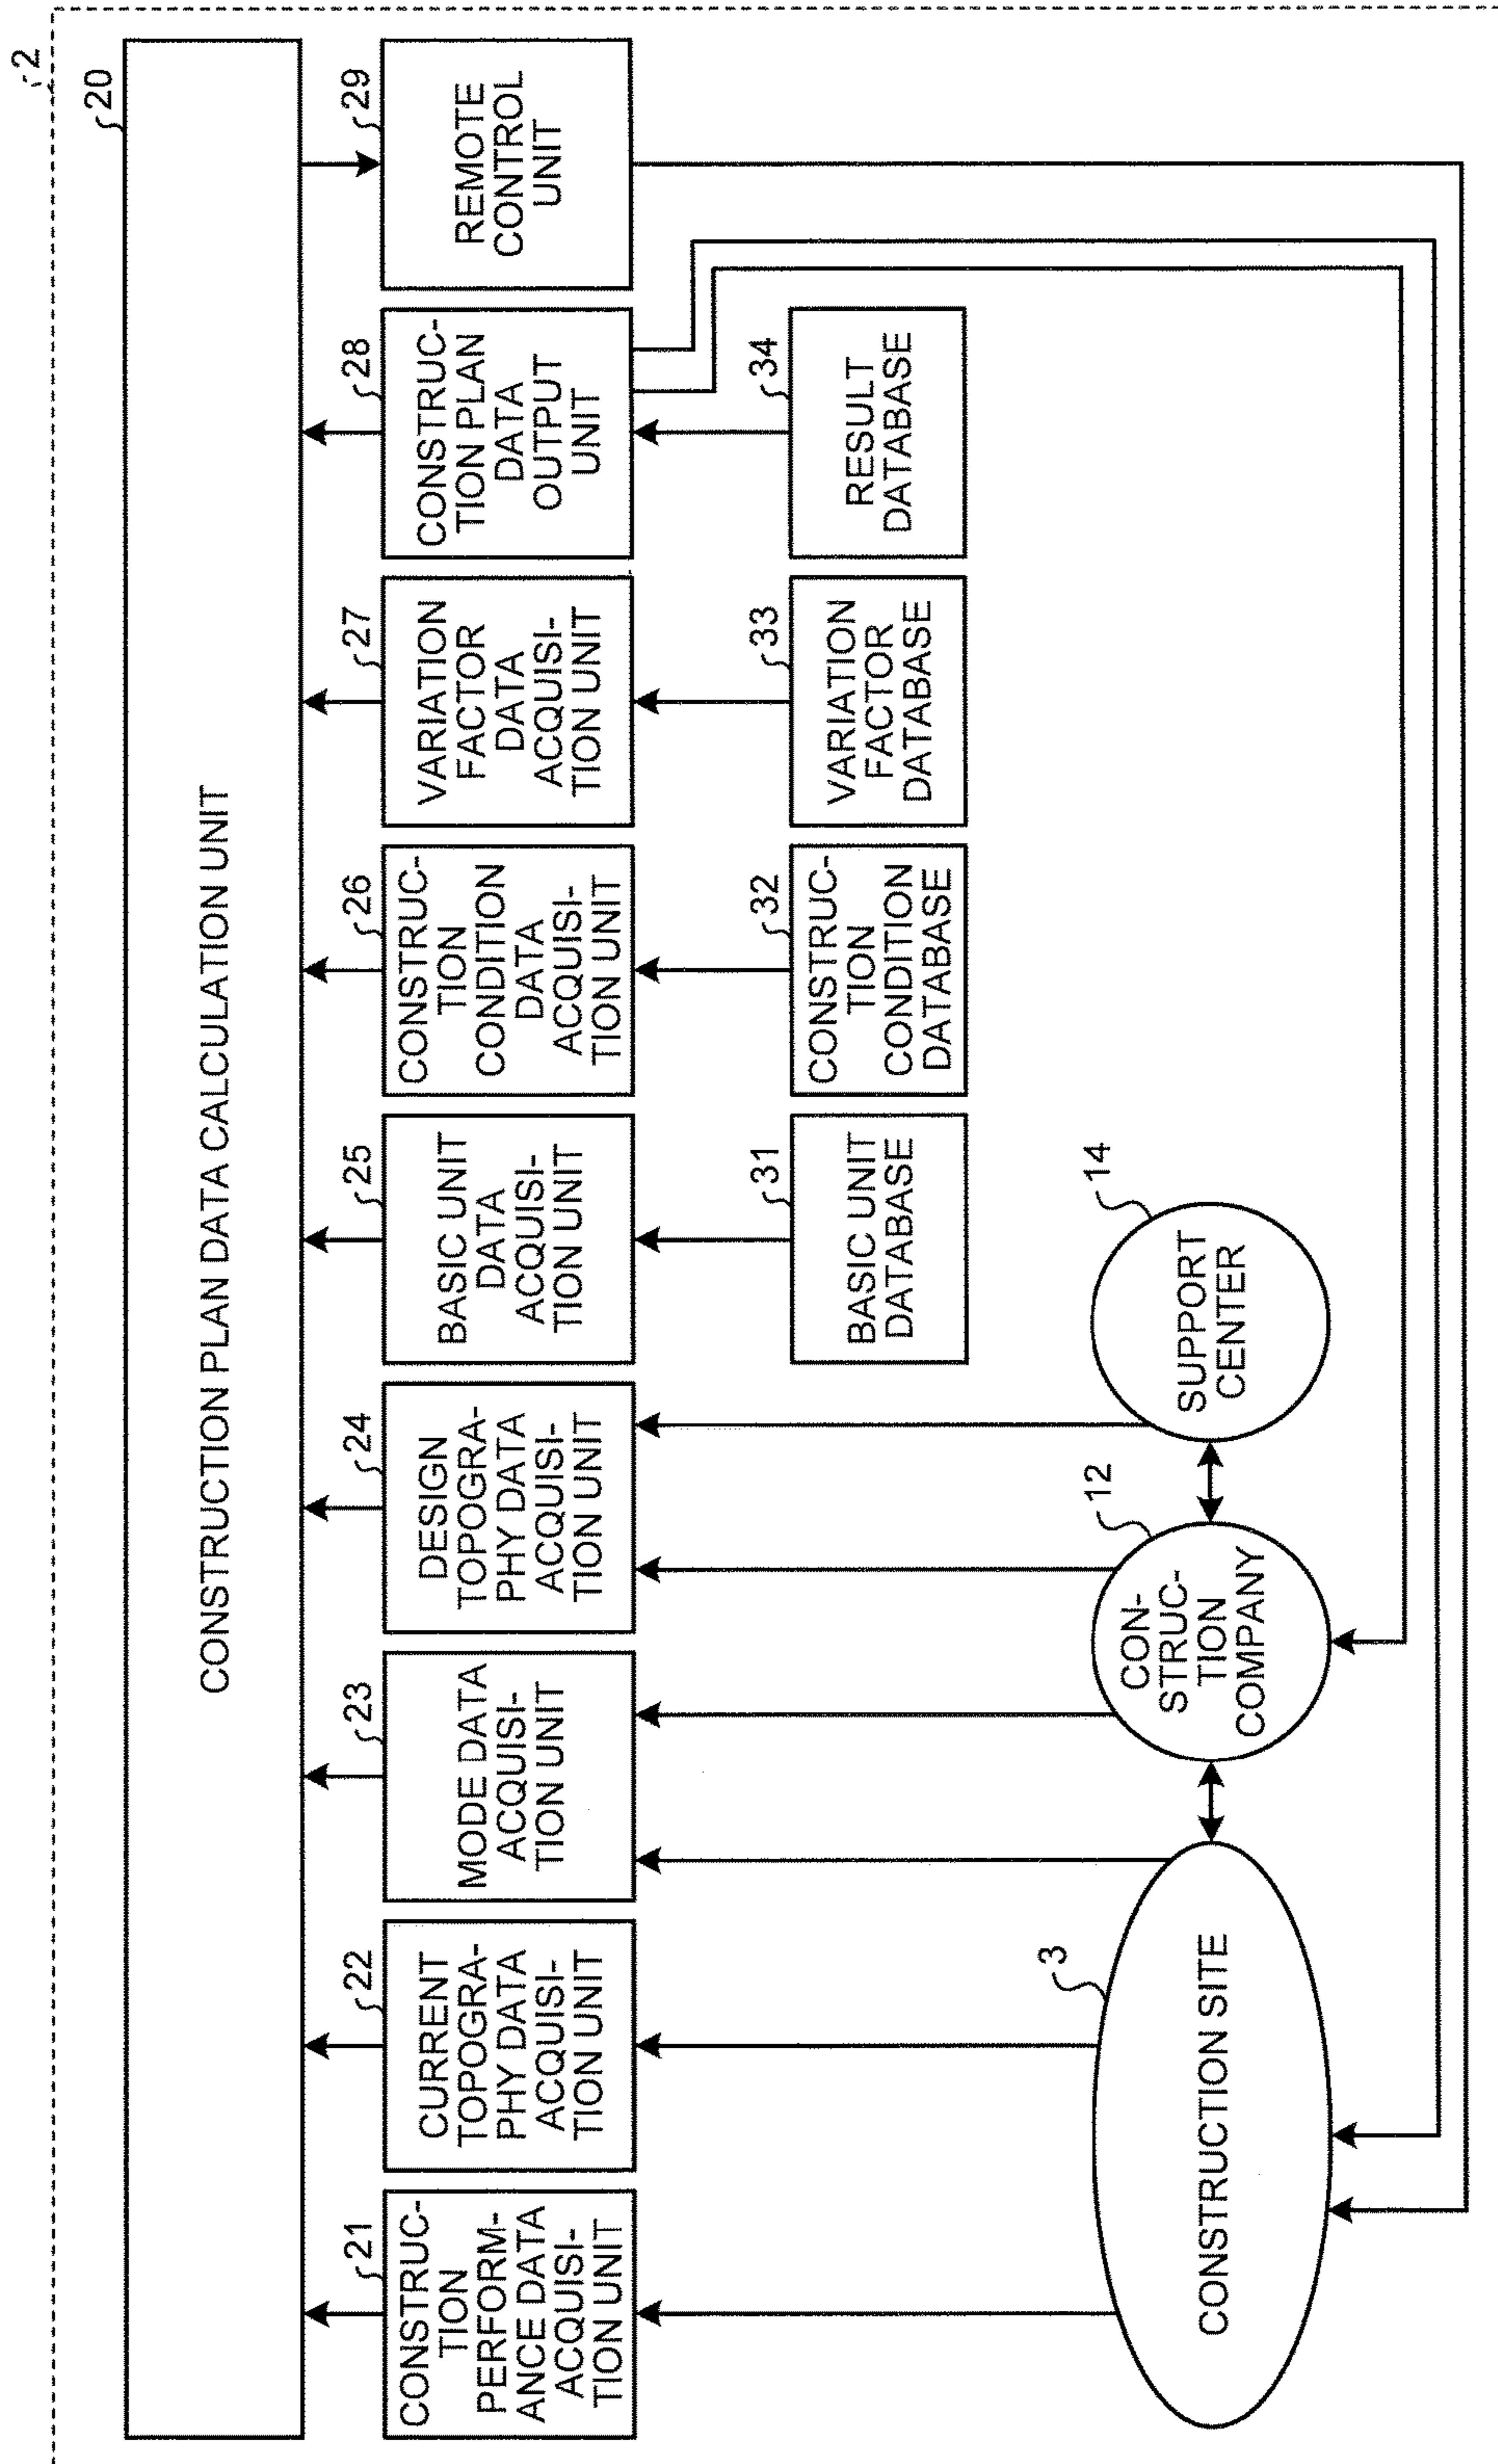 2
20
CONSTRUCTION PLAN DATA CALCULATION UNIT
21
CONSTRUC-
TION
PERFORM-
ANCE DATA
ACQUISI-
TION UNIT
22
CURRENT
TOPOGRA-
PHY DATA
ACQUISI-
TION UNIT
23
MODE DATA
ACQUISI-
TION UNIT
24
DESIGN
TOPOGRA-
PHY DATA
ACQUISI-
TION UNIT
25
BASIC UNIT
DATA
ACQUISI-
TION UNIT
26
CONSTRUC-
TION
CONDITION
DATA
ACQUISI-
TION UNIT
27
VARIATION
FACTOR
DATA
ACQUISI-
TION UNIT
28
CONSTRUC-
TION PLAN
DATA
OUTPUT
UNIT
29
REMOTE
CONTROL
UNIT
31
BASIC UNIT
DATABASE
32
CONSTRUC-
TION
CONDITION
DATABASE
33
VARIATION
FACTOR
DATABASE
34
RESULT
DATABASE
3
CONSTRUCTION SITE
12
CON-
STRUC-
TION
COMPANY
14
SUPPORT
CENTER